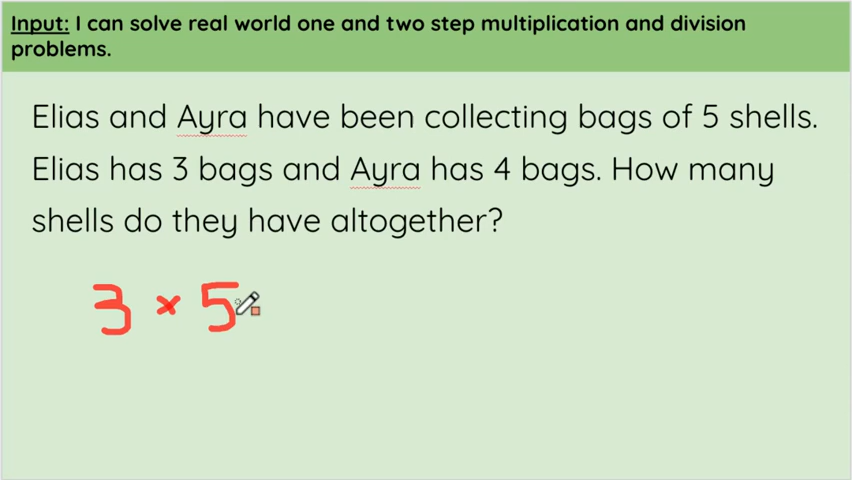 Input: I can solve real world one and two step multiplication and division
problems.
Elias and Ayra have been collecting bags of 5 shells.
Elias has 3 bags and Ayra has 4 bags. How many
shells do they have altogether?
3 × 5